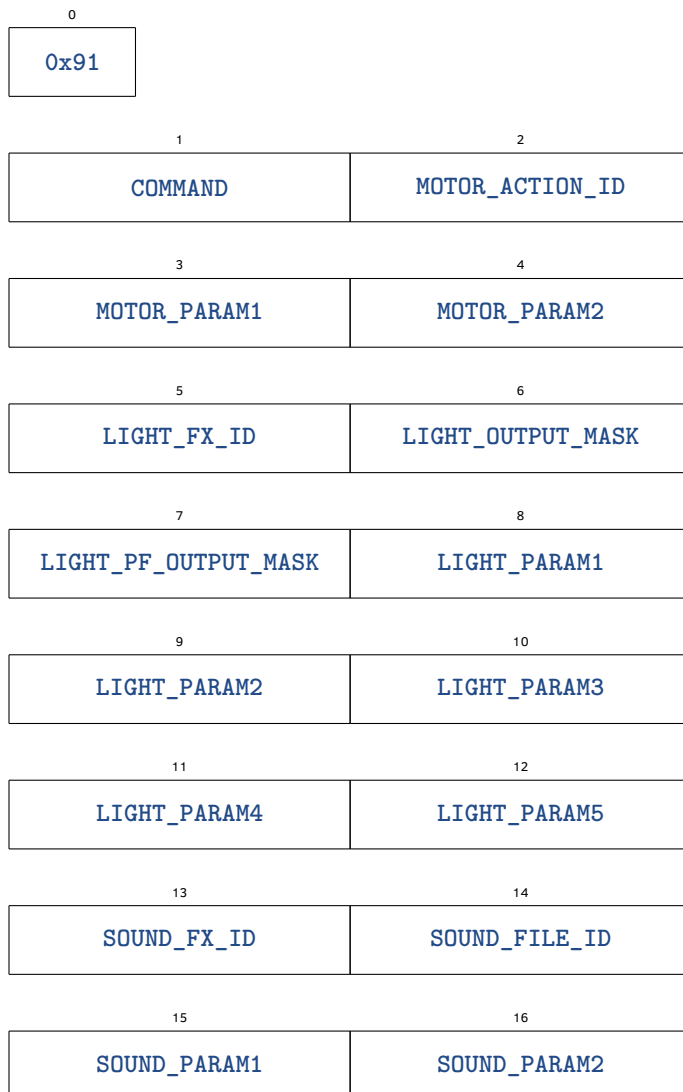 0
0x91
1 2
COMMAND MOTOR_ACTION_ID
3 4
MOTOR_PARAM1 MOTOR_PARAM2
5 6
LIGHT_FX_ID LIGHT_OUTPUT_MASK
7 8
LIGHT_PF_OUTPUT_MASK LIGHT_PARAM1
9 10
LIGHT_PARAM2 LIGHT_PARAM3
11 12
LIGHT_PARAM4 LIGHT_PARAM5
13 14
SOUND_FX_ID SOUND_FILE_ID
15 16
SOUND_PARAM1 SOUND_PARAM2